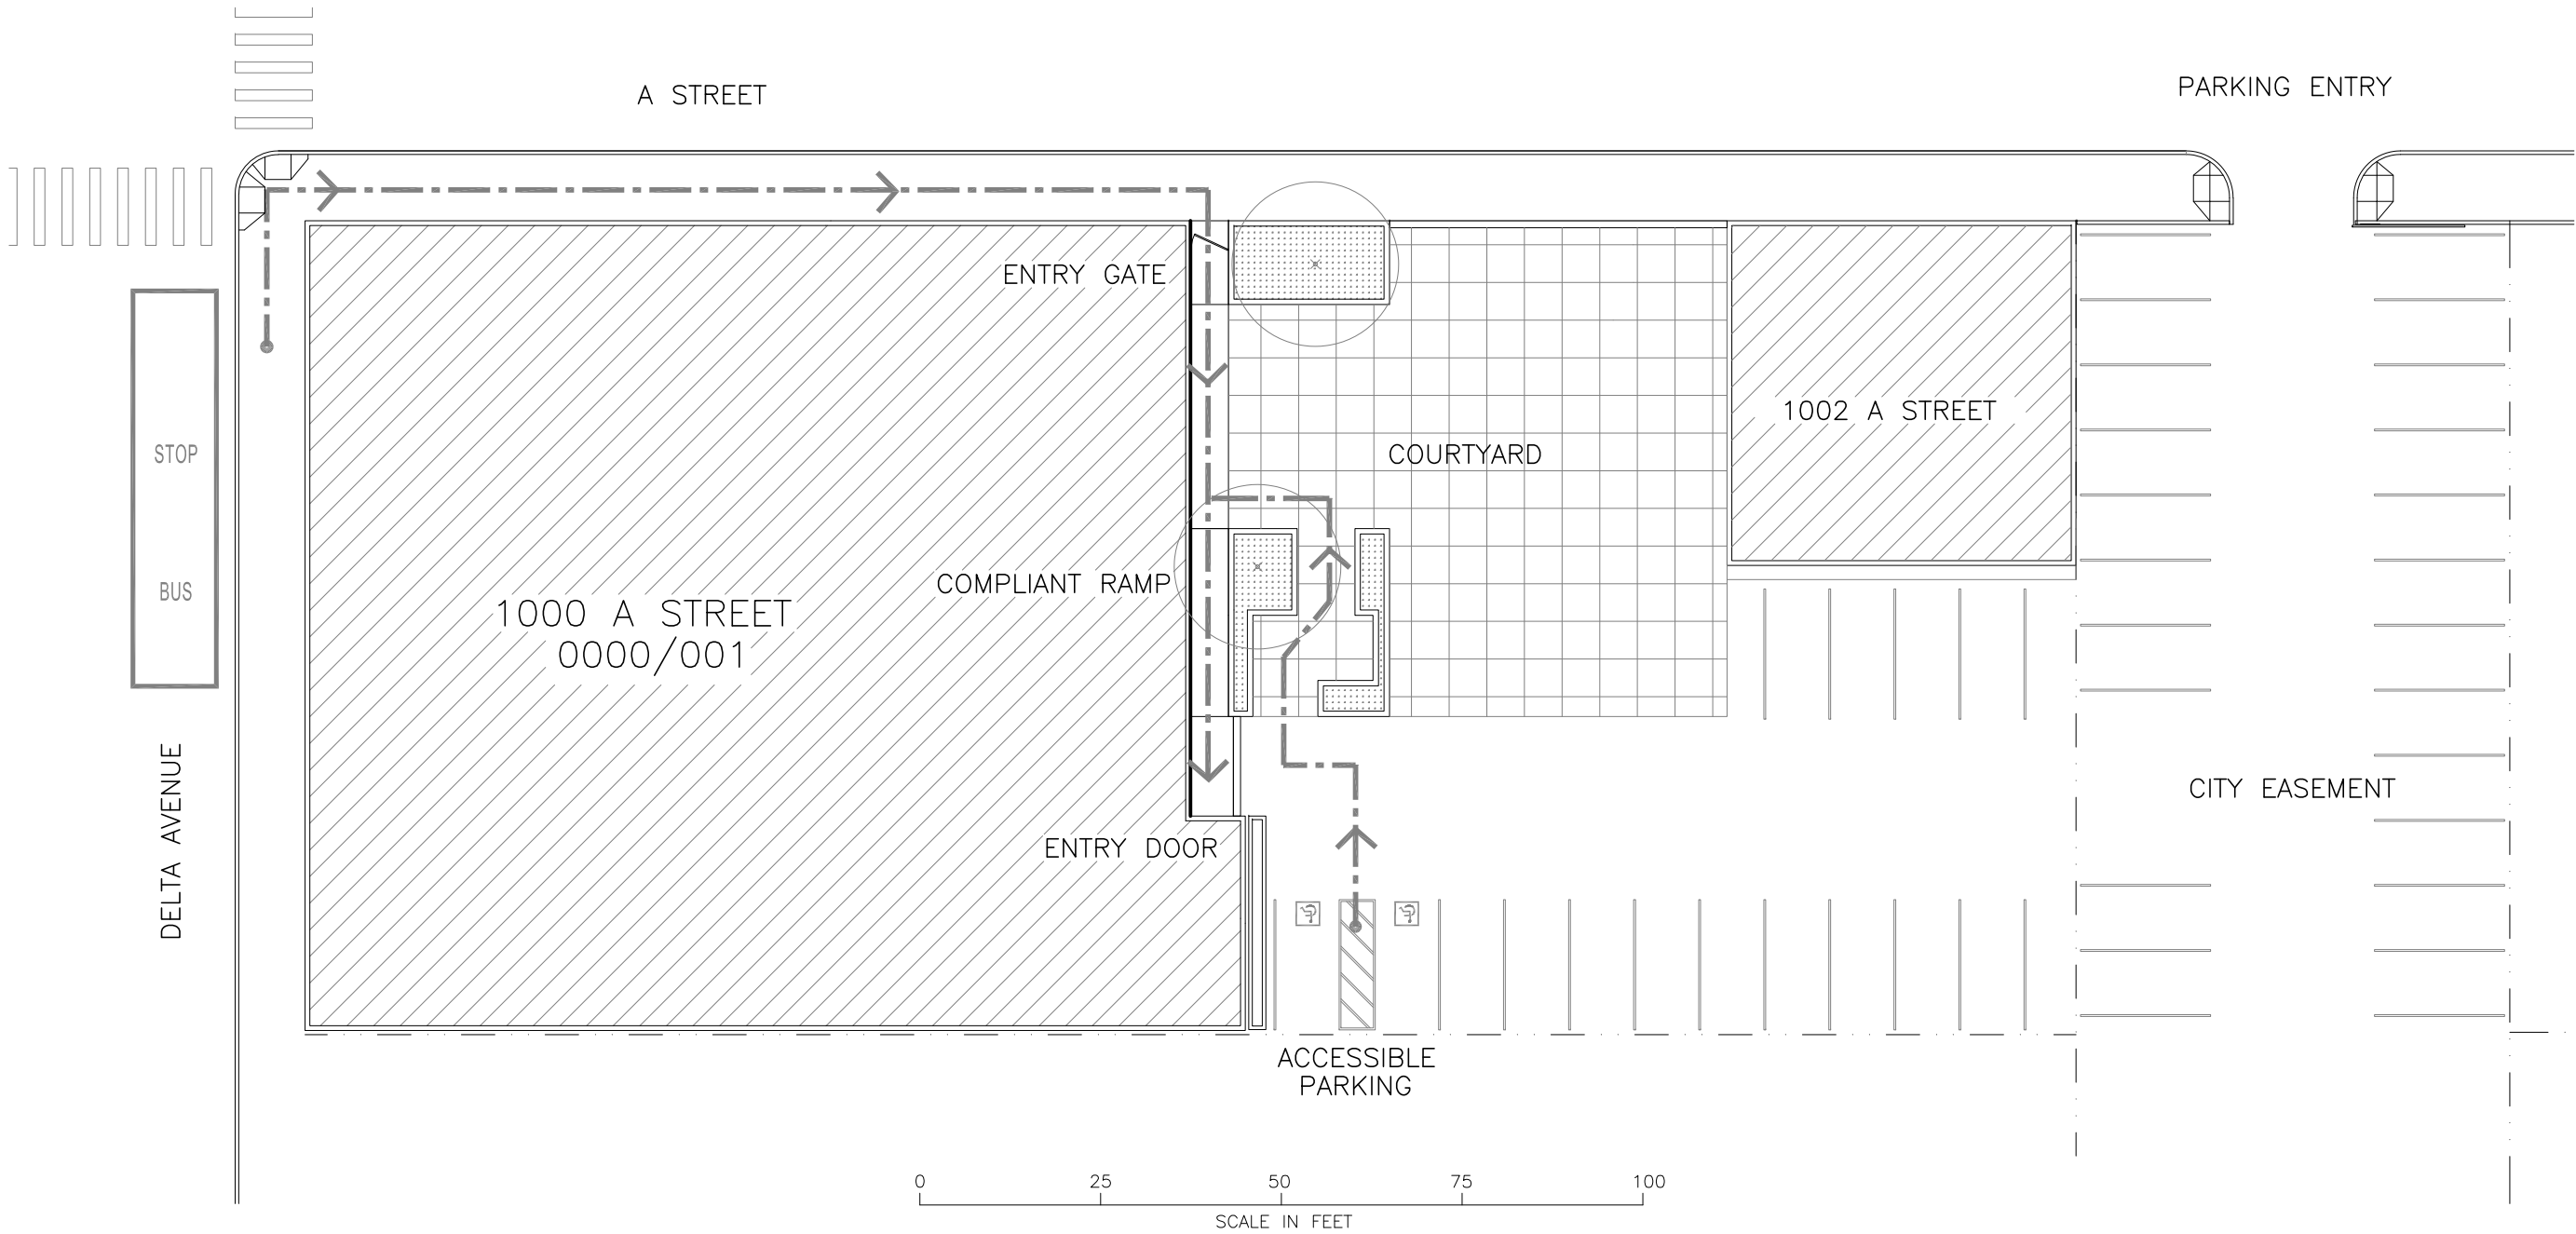 A STREET
PARKING ENTRY
ENTRY GATE
1002 A STREET
COURTYARD
STOP
BUS
COMPLIANT RAMP
1000 A STREET
0000/001
DELTA AVENUE
CITY EASEMENT
ENTRY DOOR
ACCESSIBLE
PARKING
0 25 50 75 100
SCALE IN FEET